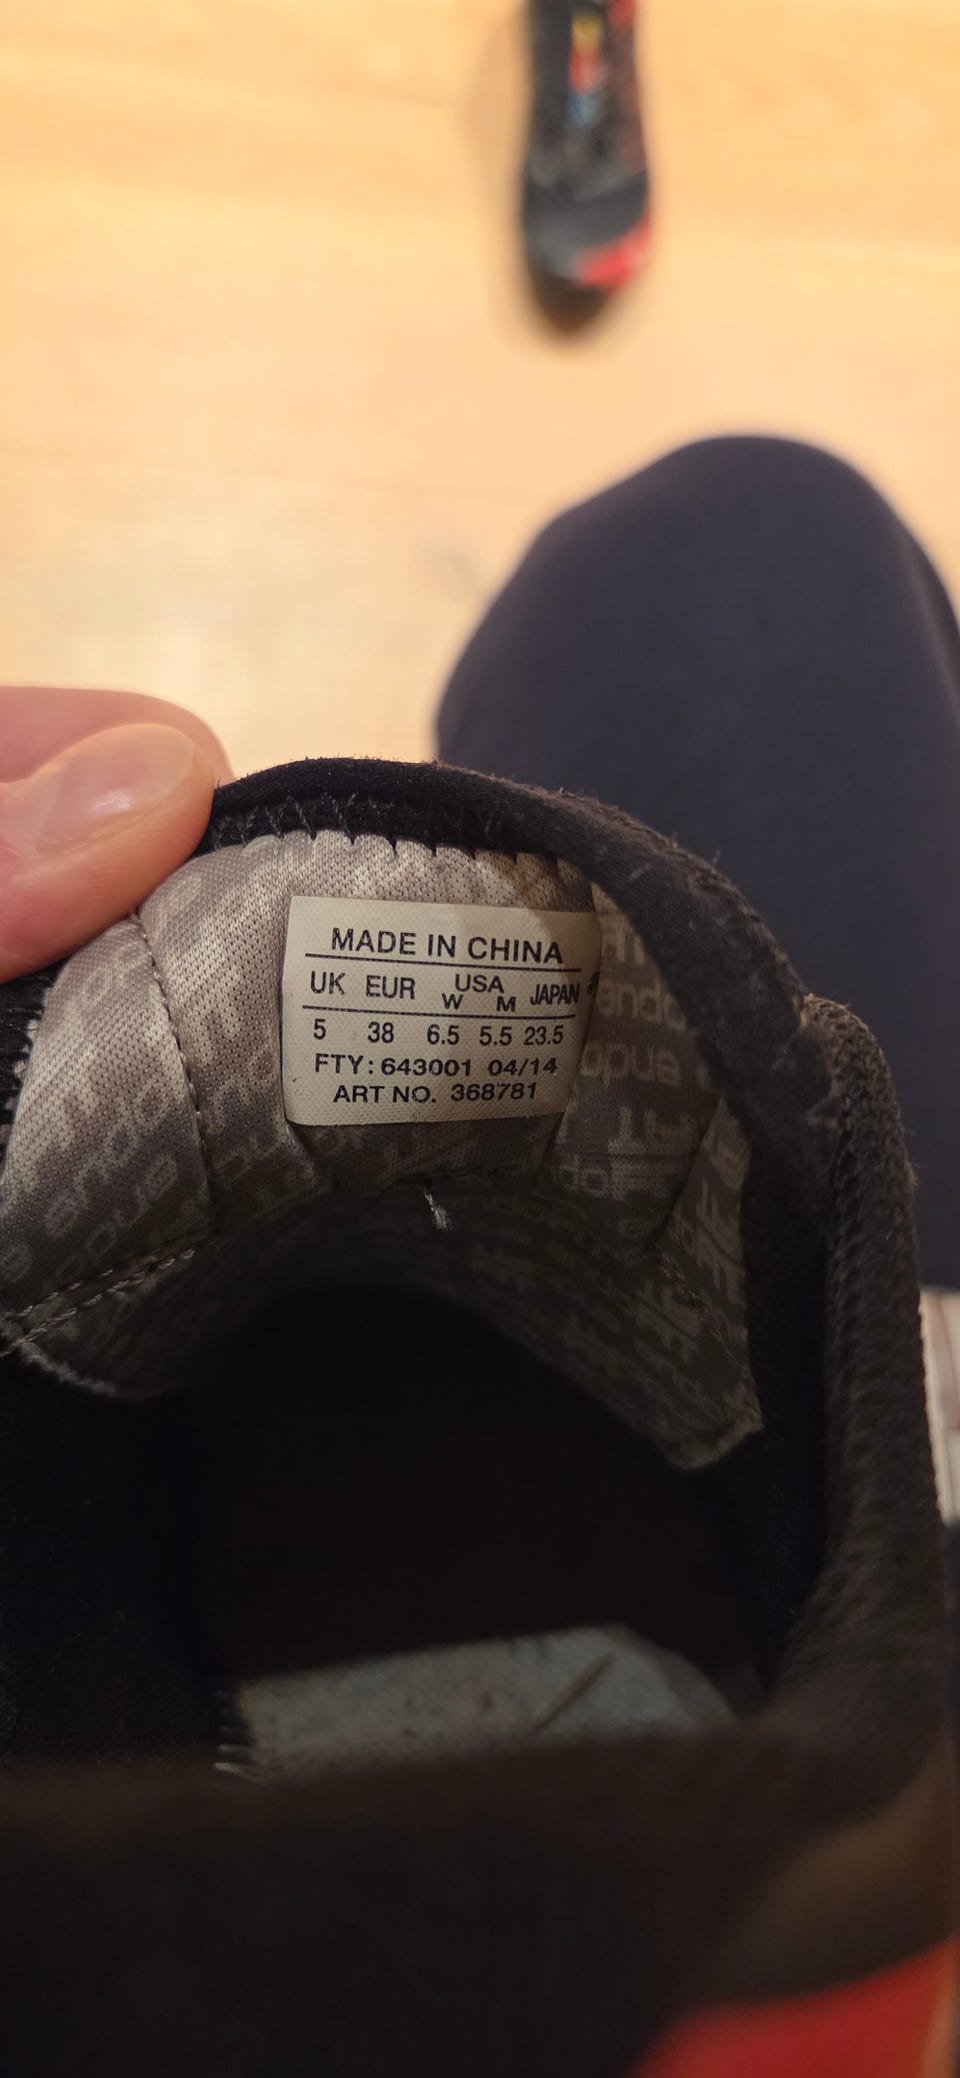 MADE IN CHINA
UK EUR USA JAPAN
W M
5 38 6.5 5.5 23.5
FTY: 643001 04/14
ART NO. 368781